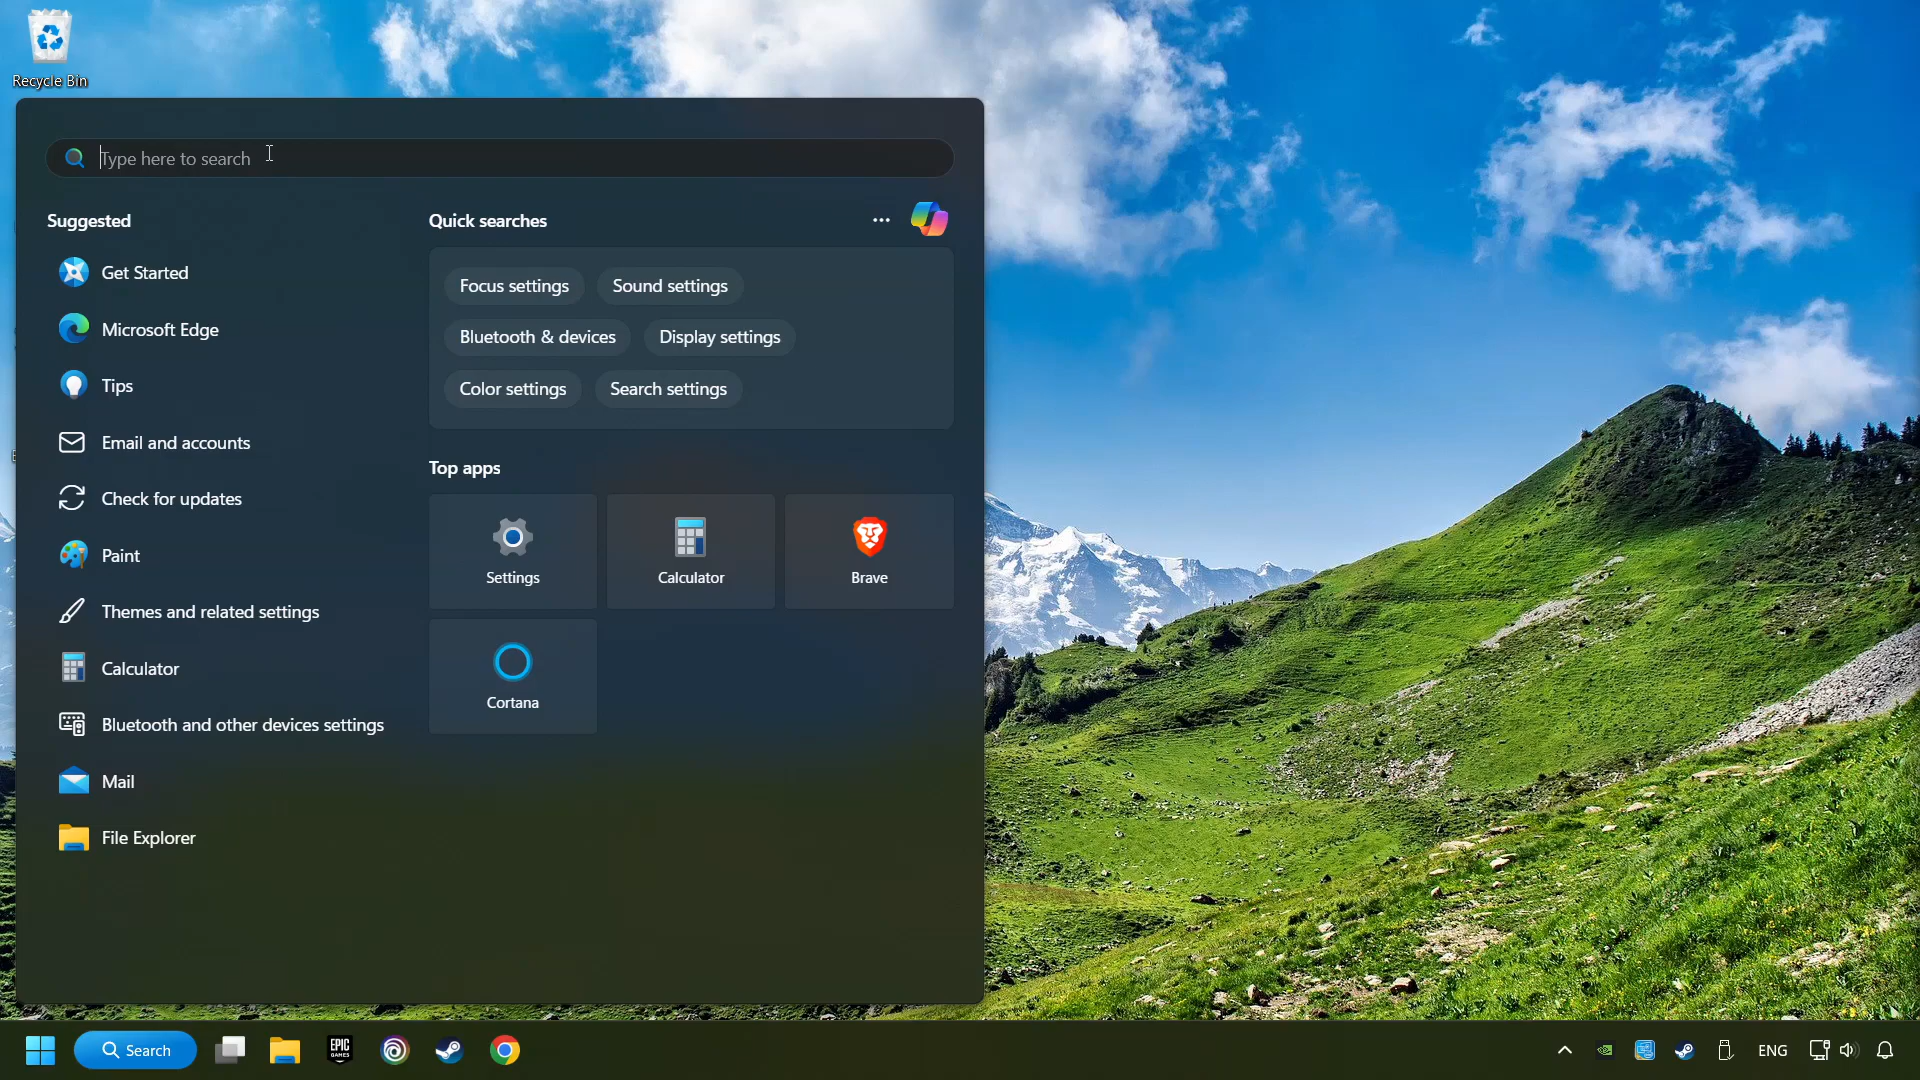 Recycle Bin
Type here to search
Suggested
Get Started
Microsoft Edge
Tips
Email and accounts
Check for updates
Paint
Themes and related settings
Calculator
Bluetooth and other devices settings
Mail
File Explorer
Quick searches
Focus settings
Sound settings
Bluetooth & devices
Display settings
Color settings
Search settings
Top apps
Settings
Calculator
Brave
Cortana
Search
EPIC
GAMES
ENG